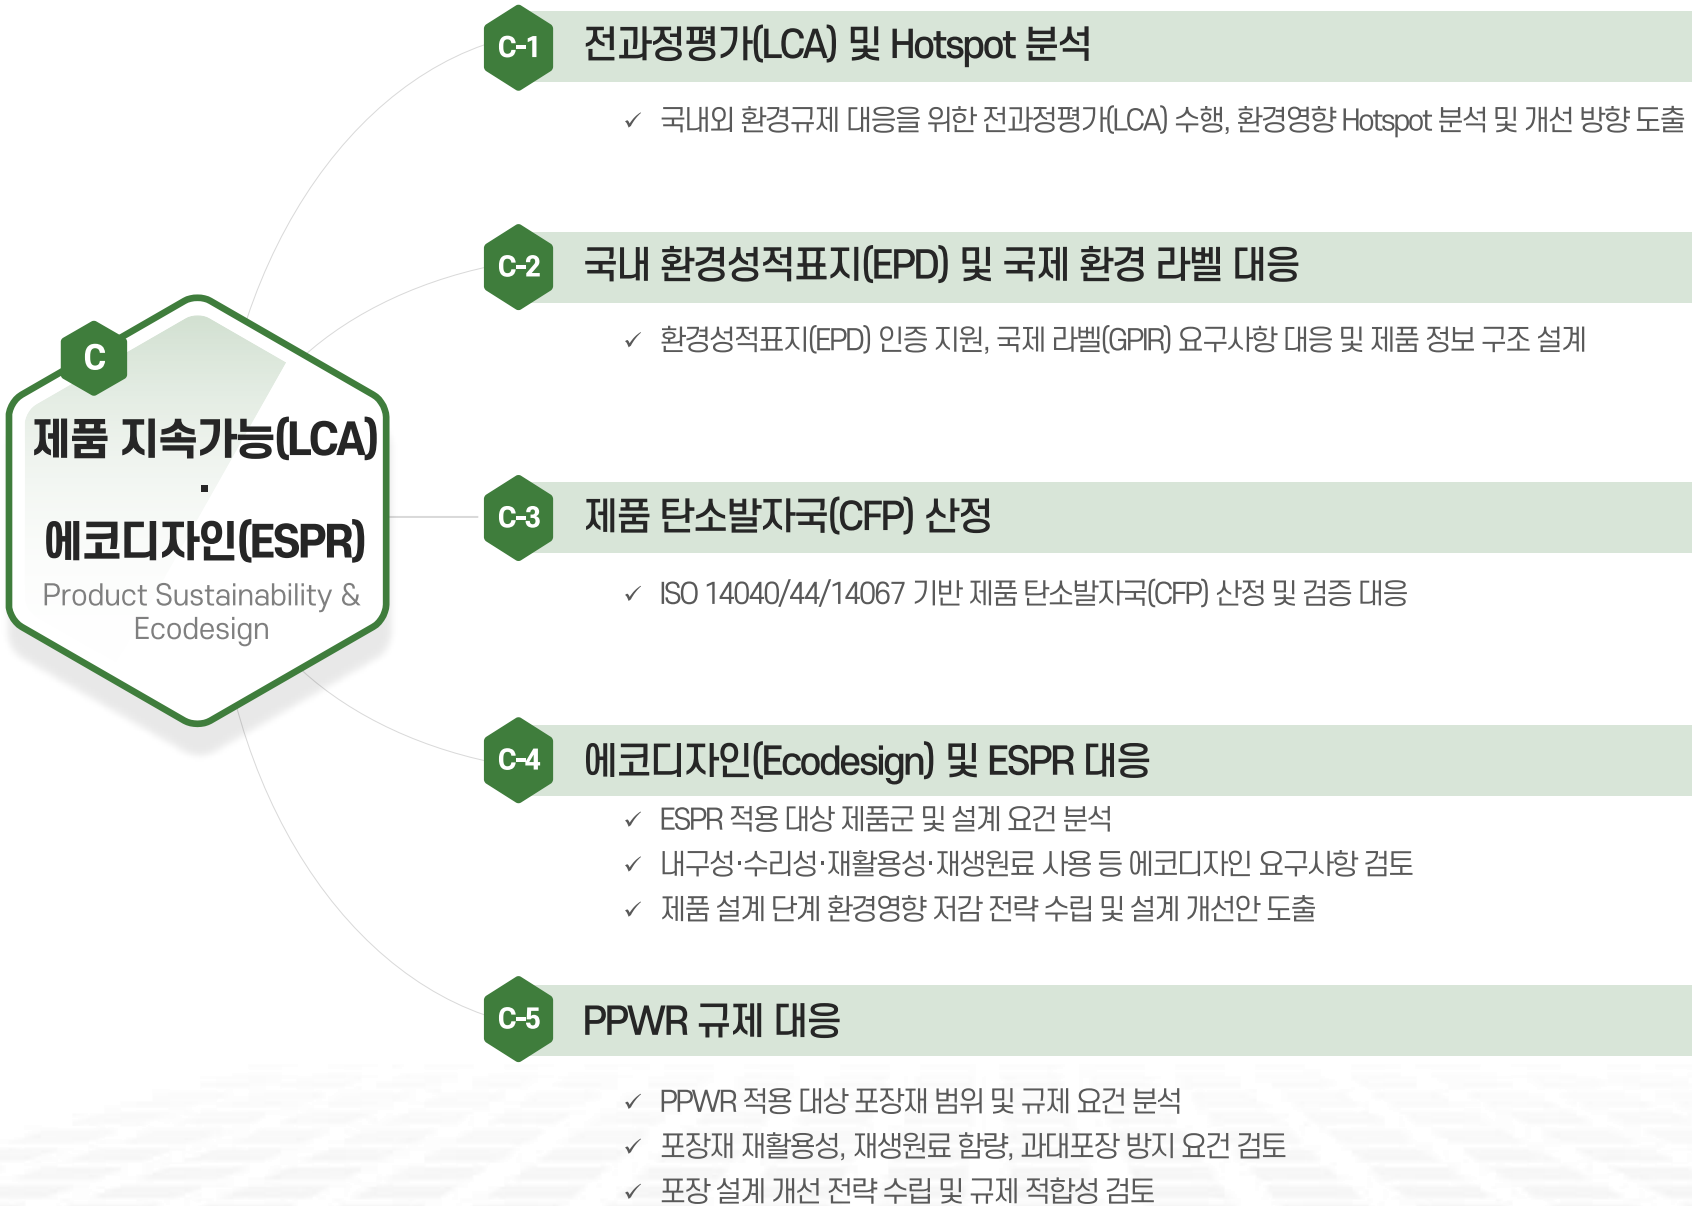 C
제품 지속가능(LCA)
·
에코디자인(ESPR)
Product Sustainability &
Ecodesign
C-1
전과정평가(LCA) 및 Hotspot 분석
✓ 국내외 환경규제 대응을 위한 전과정평가(LCA) 수행, 환경영향 Hotspot 분석 및 개선 방향 도출
C-2
국내 환경성적표지(EPD) 및 국제 환경 라벨 대응
✓ 환경성적표지(EPD) 인증 지원, 국제 라벨(GPIR) 요구사항 대응 및 제품 정보 구조 설계
C-3
제품 탄소발자국(CFP) 산정
✓ ISO 14040/44/14067 기반 제품 탄소발자국(CFP) 산정 및 검증 대응
C-4
에코디자인(Ecodesign) 및 ESPR 대응
✓ ESPR 적용 대상 제품군 및 설계 요건 분석
✓ 내구성·수리성·재활용성·재생원료 사용 등 에코디자인 요구사항 검토
✓ 제품 설계 단계 환경영향 저감 전략 수립 및 설계 개선안 도출
C-5
PPWR 규제 대응
✓ PPWR 적용 대상 포장재 범위 및 규제 요건 분석
✓ 포장재 재활용성, 재생원료 함량, 과대포장 방지 요건 검토
✓ 포장 설계 개선 전략 수립 및 규제 적합성 검토